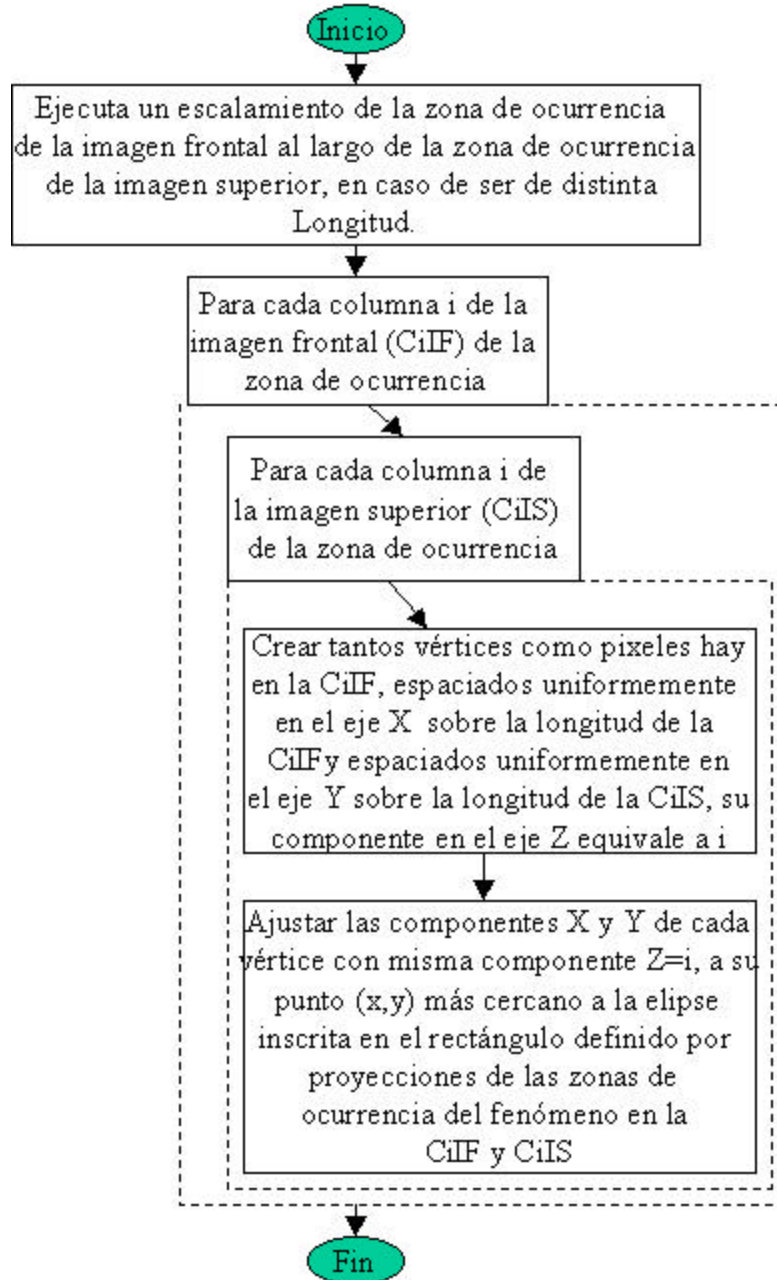 Inicio
Ejecuta un escalamiento de la zona de ocurrencia
de la imagen frontal al largo de la zona de ocurrencia
de la imagen superior, en caso de ser de distinta
Longitud.
Para cada columna i de la
imagen frontal (CiIF) de la
zona de ocurrencia
Para cada columna i de
la imagen superior (CiIS)
de la zona de ocurrencia
Crear tantos vértices como pixeles hay
en la CiIF, espaciados uniformemente
en el eje X sobre la longitud de la
CiIFy espaciados uniformemente en
el eje Y sobre la longitud de la CiIS, su
componente en el eje Z equivale a i
Ajustar las componentes X y Y de cada
vértice con misma componente Z=i, a su
punto (x,y) más cercano a la elipse
inscrita en el rectángulo definido por
proyecciones de las zonas de
ocurrencia del fenómeno en la
CiIF y CiIS
Fin